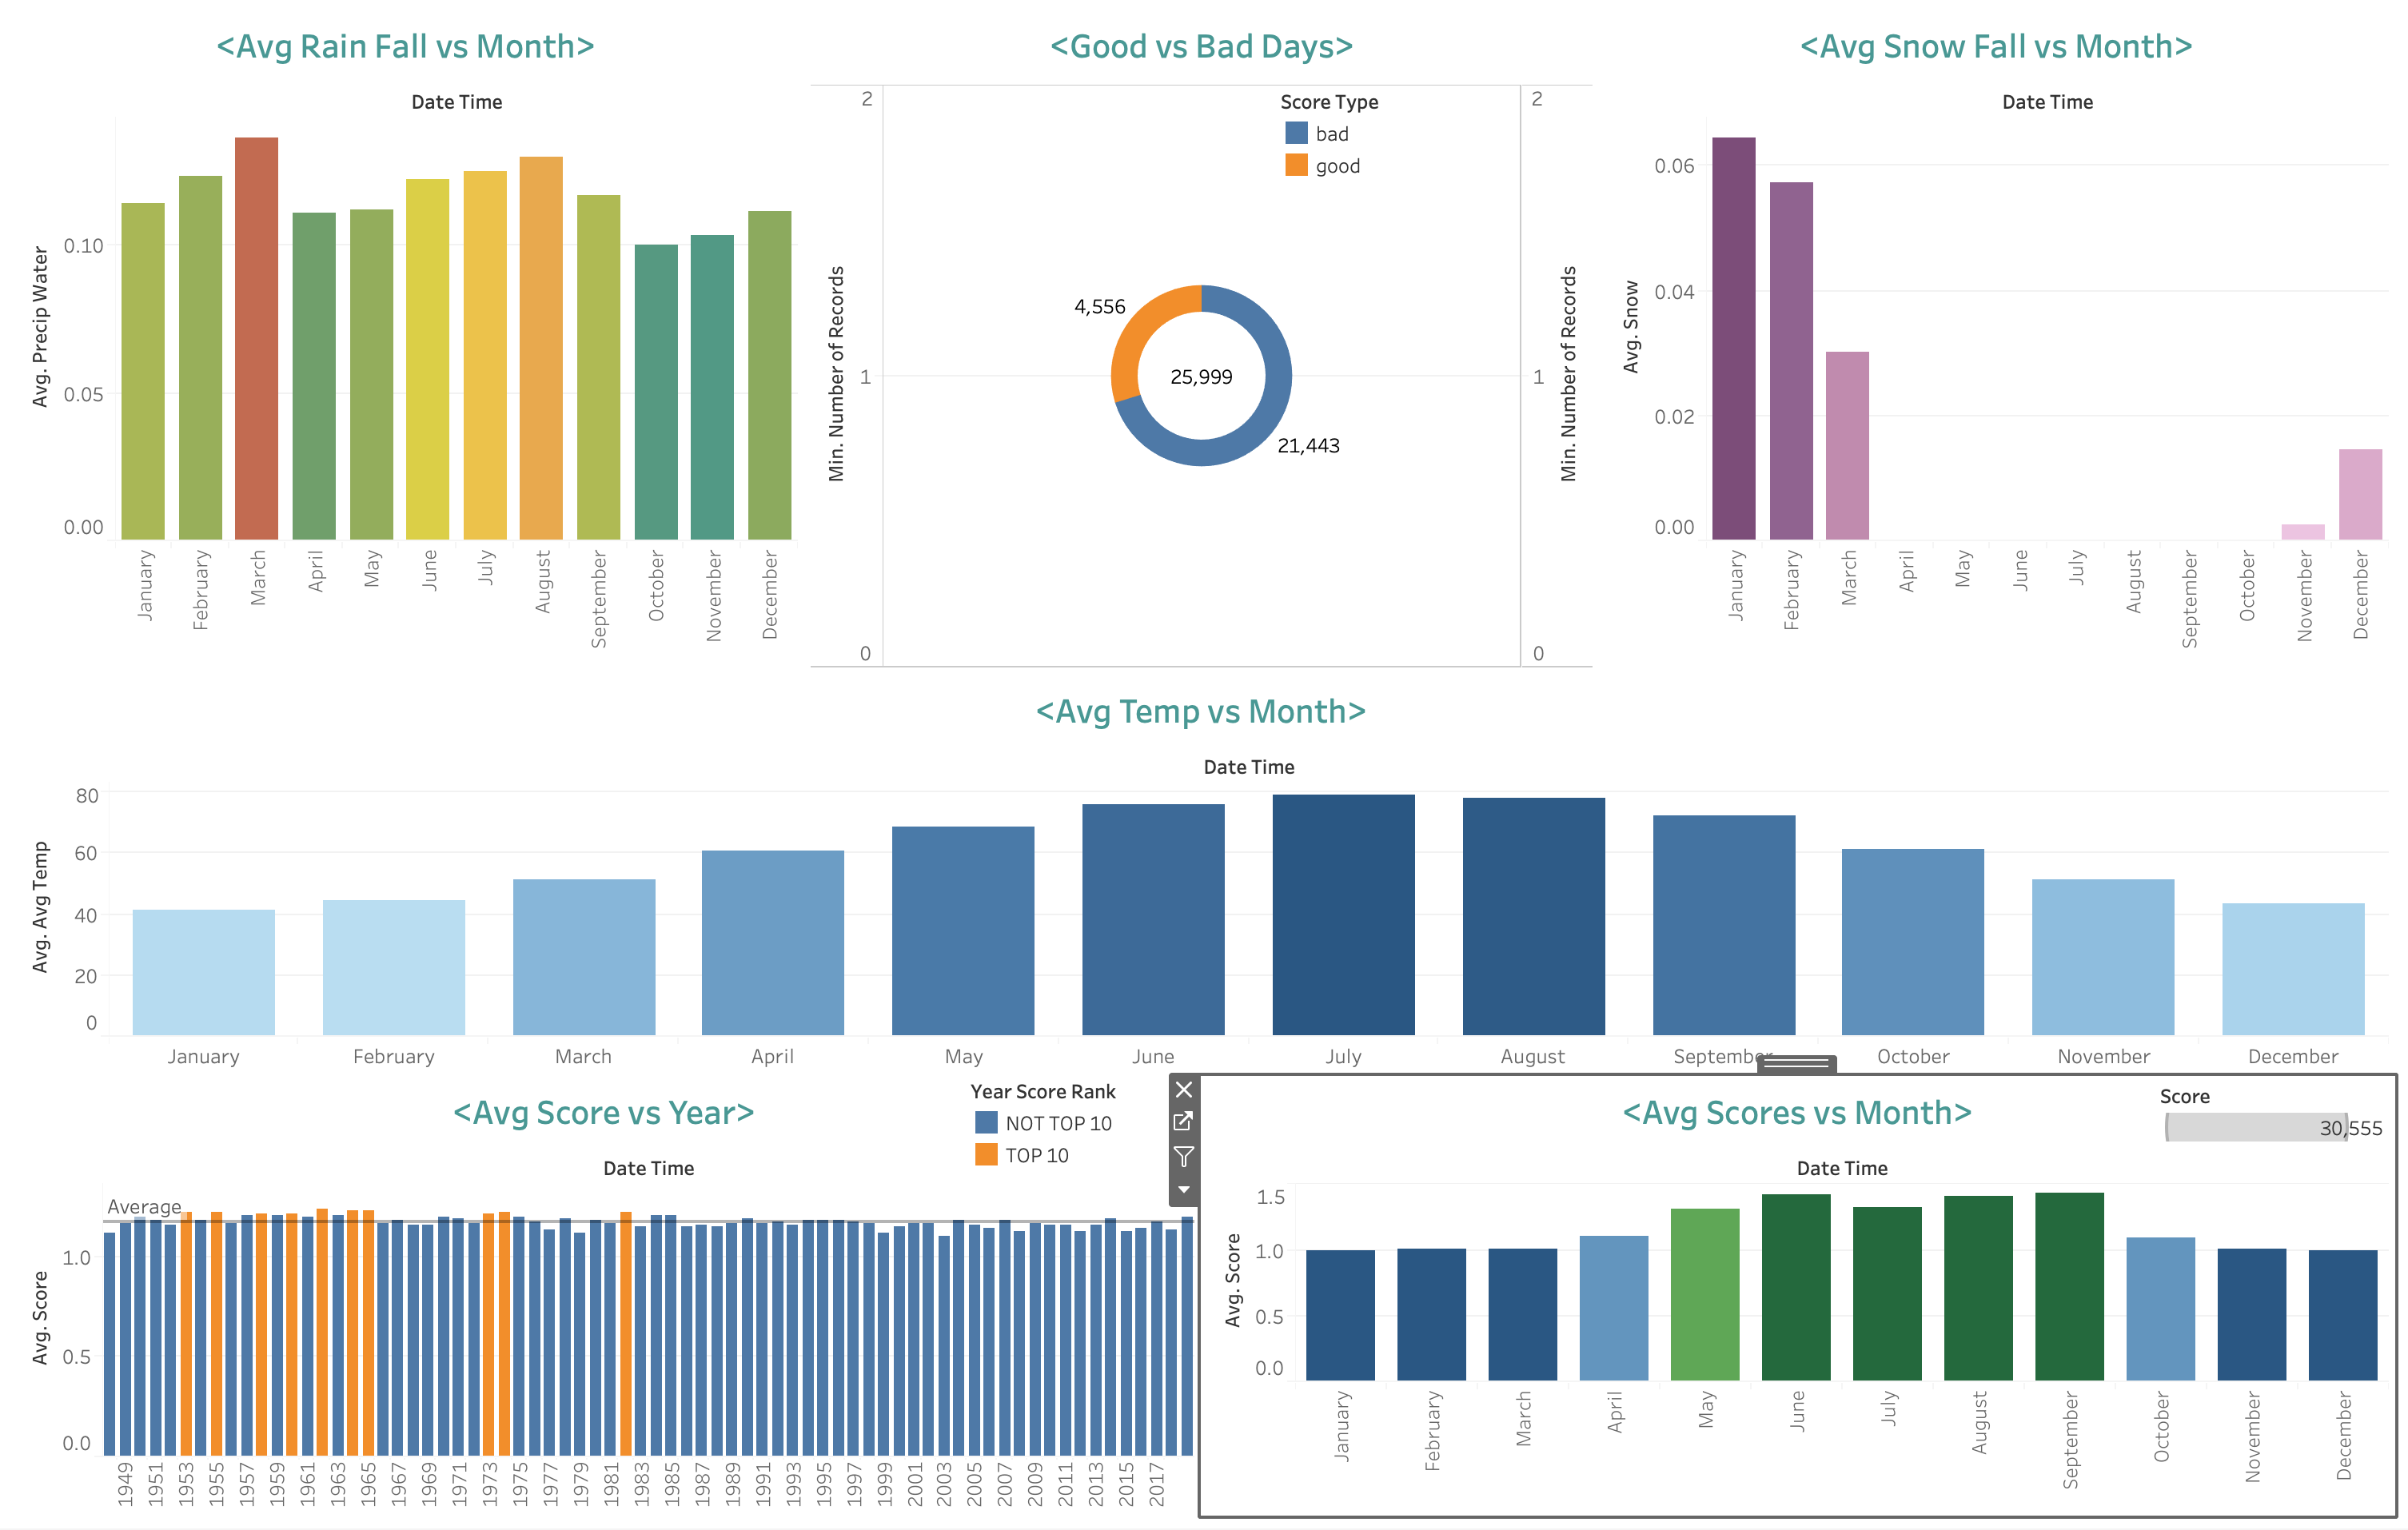 <Avg Rain Fall vs Month>
Date Time
Avg. Precip Water
0.10
0.05
0.00
January
February
March
April
May
June
July
August
September
October
November
December
<Good vs Bad Days>
Score Type
bad
good
Min. Number of Records
2
1
0
4,556
25,999
21,443
2
1
0
Min. Number of Records
<Avg Snow Fall vs Month>
Date Time
Avg. Snow
0.06
0.04
0.02
0.00
January
February
March
April
May
June
July
August
September
October
November
December
<Avg Temp vs Month>
Date Time
Avg. Avg Temp
80
60
40
20
0
January
February
March
April
May
June
July
August
September
October
November
December
<Avg Score vs Year>
Year Score Rank
NOT TOP 10
TOP 10
Date Time
Average
Avg. Score
1.0
0.5
0.0
1949
1951
1953
1955
1957
1959
1961
1963
1965
1967
1969
1971
1973
1975
1977
1979
1981
1983
1985
1987
1989
1991
1993
1995
1997
1999
2001
2003
2005
2007
2009
2011
2013
2015
2017
<Avg Scores vs Month>
Score
30,555
Date Time
Avg. Score
1.5
1.0
0.5
0.0
January
February
March
April
May
June
July
August
September
October
November
December